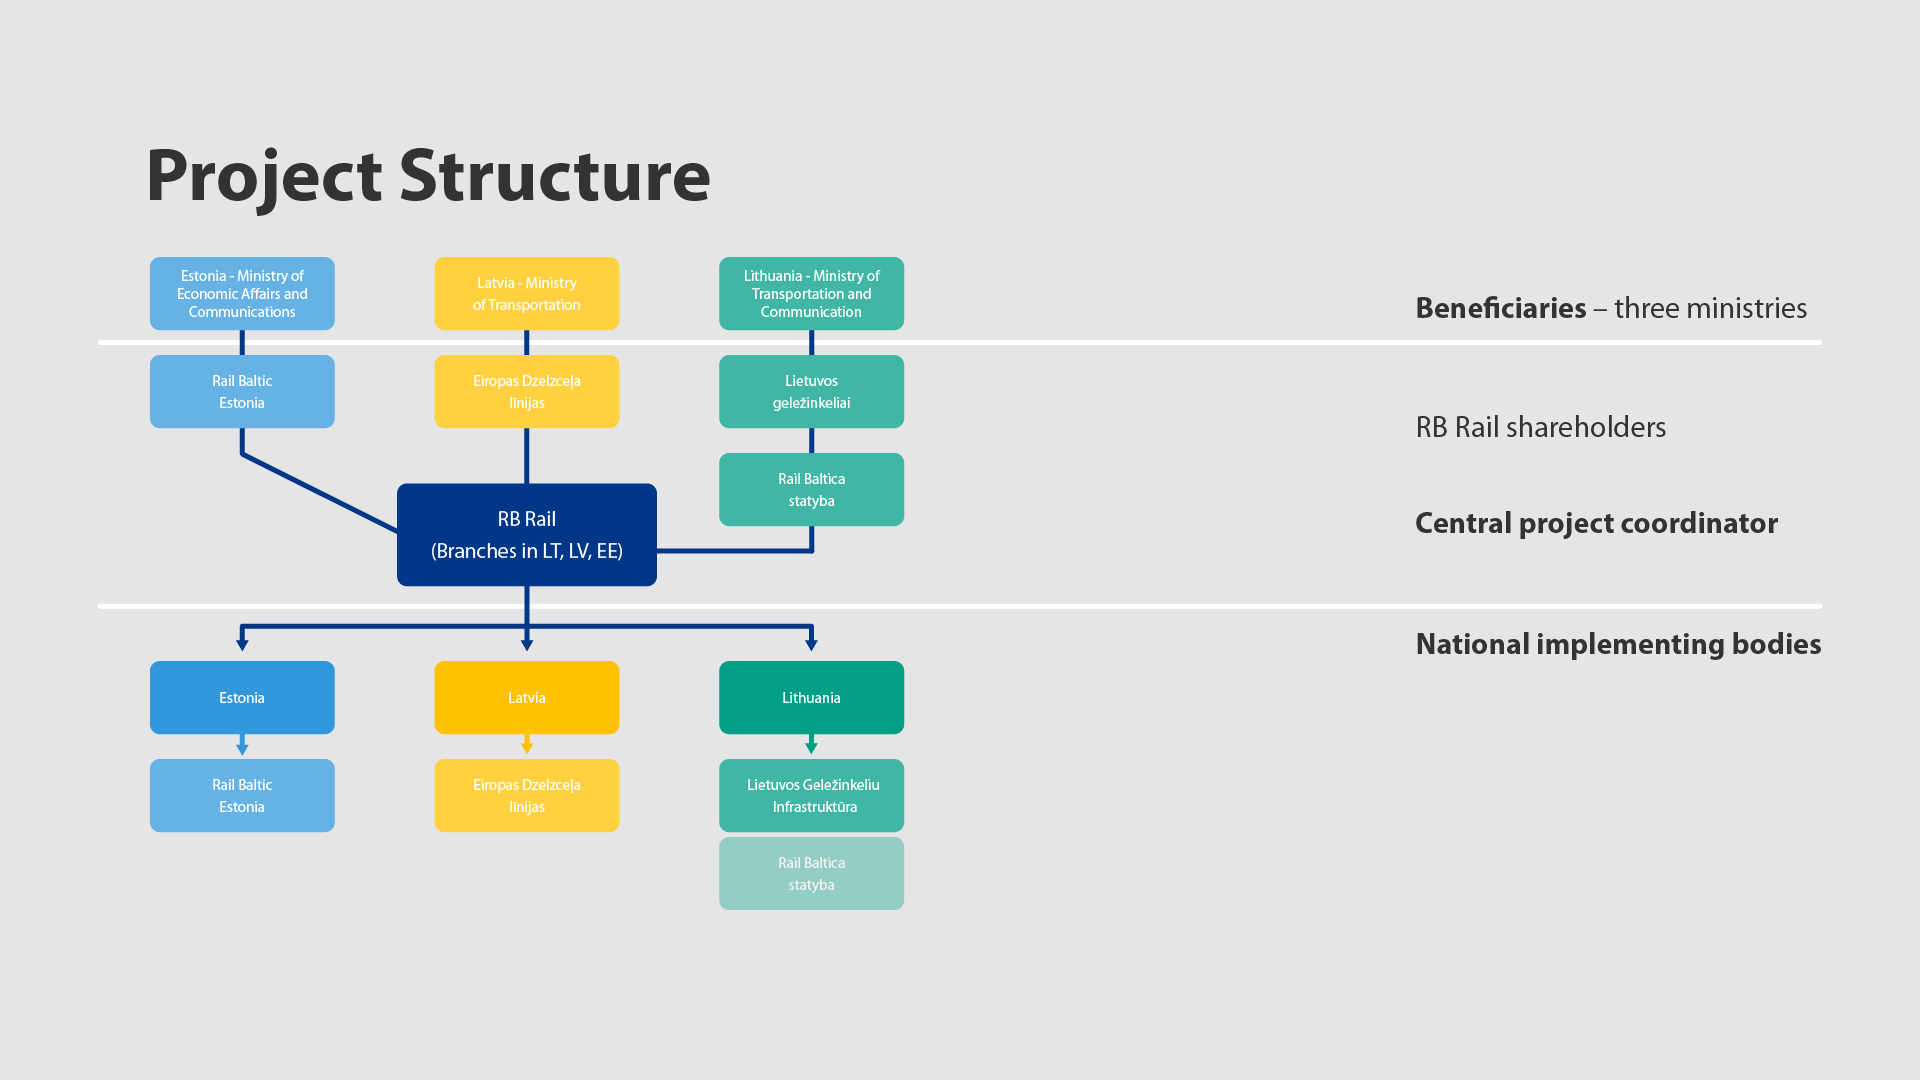 Project Structure
Estonia - Ministry of
Economic Affairs and
Communications
Latvia - Ministry
of Transportation
Lithuania - Ministry of
Transportation and
Communication
Beneficiaries – three ministries
Rail Baltic
Estonia
Eiropas Dzelzceļa
līnijas
Lietuvos
geležinkeliai
RB Rail shareholders
Rail Baltica
statyba
RB Rail
(Branches in LT, LV, EE)
Central project coordinator
National implementing bodies
Estonia
Latvia
Lithuania
Rail Baltic
Estonia
Eiropas Dzelzceļa
līnijas
Lietuvos Geležinkeliu
Infrastruktūra
Rail Baltica
statyba